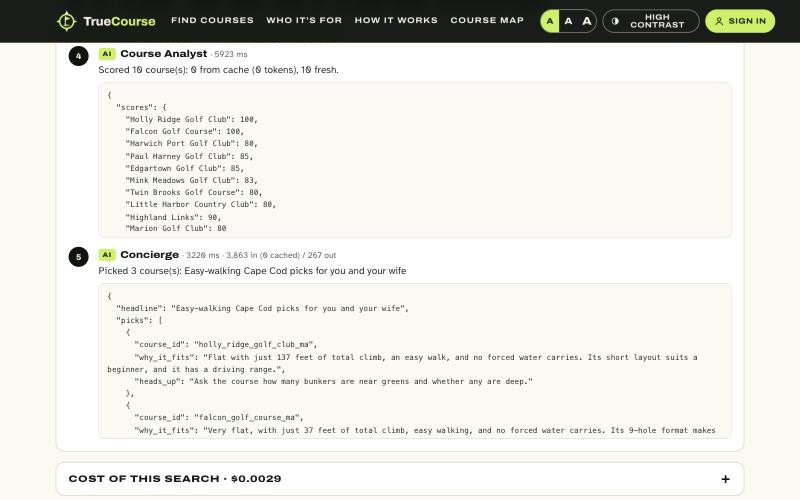 TrueCourse FIND COURSES WHO IT'S FOR HOW IT WORKS COURSE MAP A A A HIGH CONTRAST SIGN IN
4 AI Course Analyst · 5923 ms
Scored 10 course(s): 0 from cache (0 tokens), 10 fresh.
{
"scores": {
"Holly Ridge Golf Club": 100,
"Falcon Golf Course": 100,
"Harwich Port Golf Club": 80,
"Paul Harney Golf Club": 85,
"Edgartown Golf Club": 85,
"Mink Meadows Golf Club": 83,
"Twin Brooks Golf Course": 80,
"Little Harbor Country Club": 80,
"Highland Links": 90,
"Marion Golf Club": 80
5 AI Concierge · 3220 ms · 3,863 in (0 cached) / 267 out
Picked 3 course(s): Easy-walking Cape Cod picks for you and your wife
{
"headline": "Easy-walking Cape Cod picks for you and your wife",
"picks": [
{
"course_id": "holly_ridge_golf_club_ma",
"why_it_fits": "Flat with just 137 feet of total climb, an easy walk, and no forced water carries. Its short layout suits a
beginner, and it has a driving range.",
"heads_up": "Ask the course how many bunkers are near greens and whether any are deep."
},
{
"course_id": "falcon_golf_course_ma",
"why_it_fits": "Very flat, with just 37 feet of total climb, easy walking, and no forced water carries. Its 9-hole format makes
COST OF THIS SEARCH · $0.0029 +